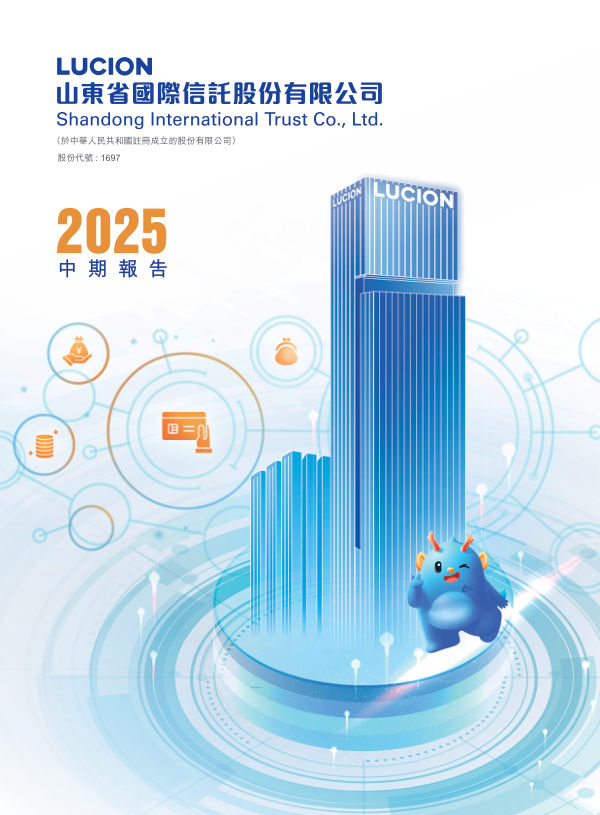 LUCION
山東省國際信託股份有限公司
Shandong International Trust Co., Ltd.
（於中華人民共和國註冊成立的股份有限公司）
股份代號 : 1697
2025
中期報告
LUCION
LUCION